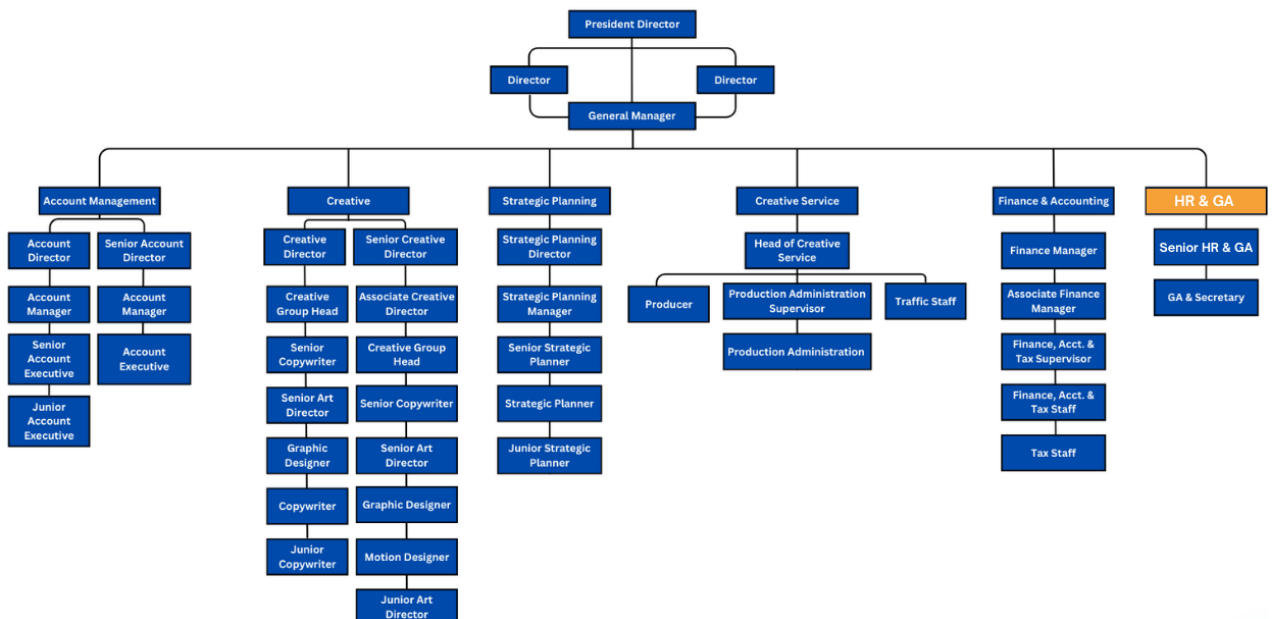 President Director
Director
Director
General Manager
Account Management
Creative
Strategic Planning
Creative Service
Finance & Accounting
HR & GA
Account
Director
Senior Account
Director
Account
Manager
Account
Manager
Senior
Account
Executive
Account
Executive
Junior
Account
Executive
Creative
Director
Senior Creative
Director
Creative
Group Head
Associate Creative
Director
Senior
Copywriter
Creative Group
Head
Senior Art
Director
Senior Copywriter
Graphic
Designer
Senior Art
Director
Copywriter
Graphic Designer
Junior
Copywriter
Motion Designer
Junior Art
Director
Strategic Planning
Director
Strategic Planning
Manager
Senior Strategic
Planner
Strategic Planner
Junior Strategic
Planner
Head of Creative
Service
Producer
Production Administration
Supervisor
Traffic Staff
Production Administration
Finance Manager
Associate Finance
Manager
Finance, Acct. &
Tax Supervisor
Finance, Acct. &
Tax Staff
Tax Staff
Senior HR & GA
GA & Secretary